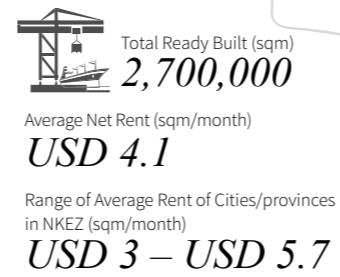 Total Ready Built (sqm)
2,700,000
Average Net Rent (sqm/month)
USD 4.1
Range of Average Rent of Cities/provinces
in NKEZ (sqm/month)
USD 3 – USD 5.7